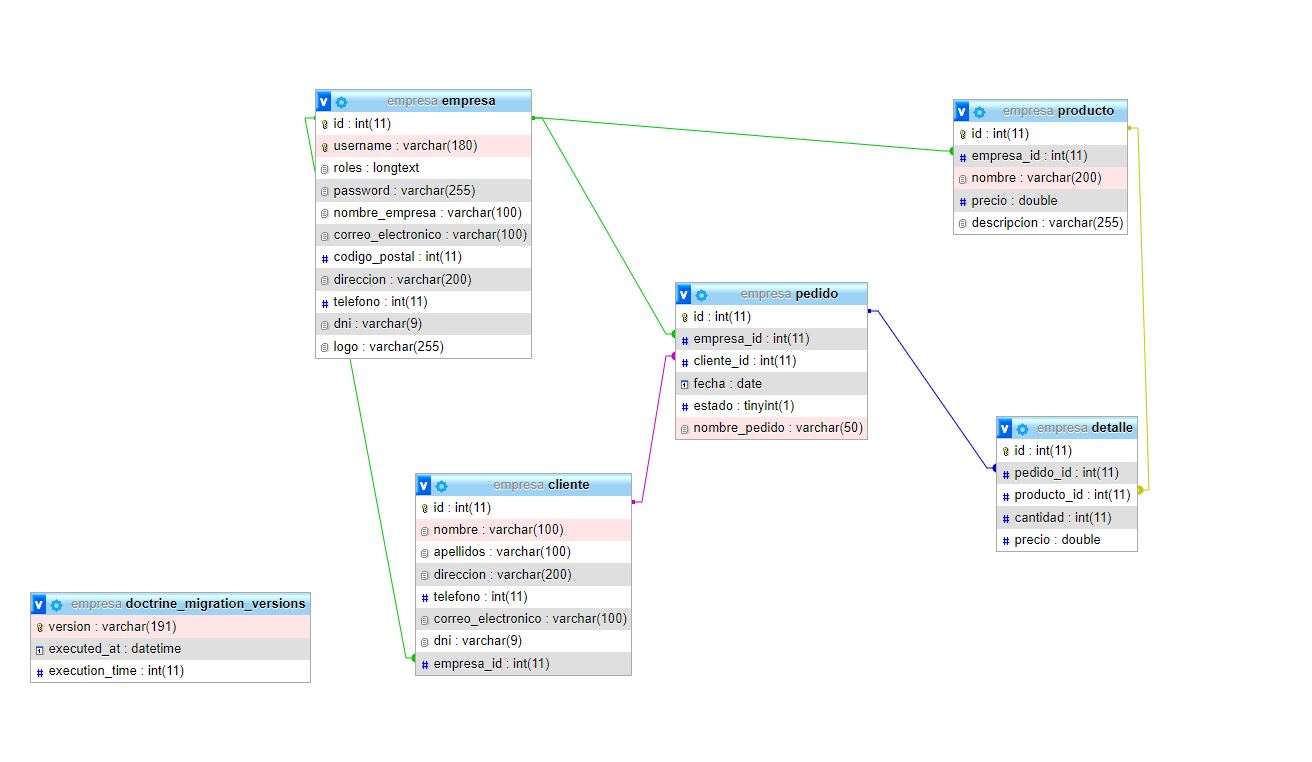 empresa empresa
id : int(11)
username : varchar(180)
roles : longtext
password : varchar(255)
nombre_empresa : varchar(100)
correo_electronico : varchar(100)
codigo_postal : int(11)
direccion : varchar(200)
telefono : int(11)
dni : varchar(9)
logo : varchar(255)
empresa producto
id : int(11)
empresa_id : int(11)
nombre : varchar(200)
precio : double
descripcion : varchar(255)
empresa pedido
id : int(11)
empresa_id : int(11)
cliente_id : int(11)
fecha : date
estado : tinyint(1)
nombre_pedido : varchar(50)
empresa detalle
id : int(11)
pedido_id : int(11)
producto_id : int(11)
cantidad : int(11)
precio : double
empresa cliente
id : int(11)
nombre : varchar(100)
apellidos : varchar(100)
direccion : varchar(200)
telefono : int(11)
correo_electronico : varchar(100)
dni : varchar(9)
empresa_id : int(11)
empresa doctrine_migration_versions
version : varchar(191)
executed_at : datetime
execution_time : int(11)